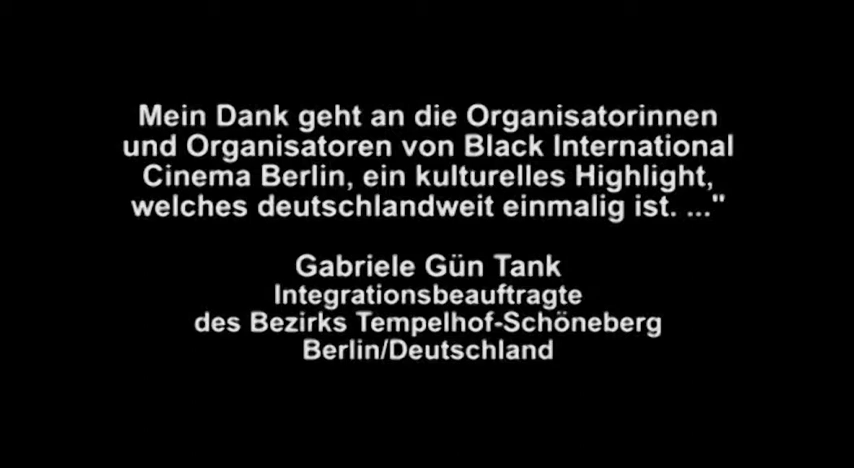 Mein Dank geht an die Organisatorinnen
und Organisatoren von Black International
Cinema Berlin, ein kulturelles Highlight,
welches deutschlandweit einmalig ist. ..."
Gabriele Gün Tank
Integrationsbeauftragte
des Bezirks Tempelhof-Schöneberg
Berlin/Deutschland